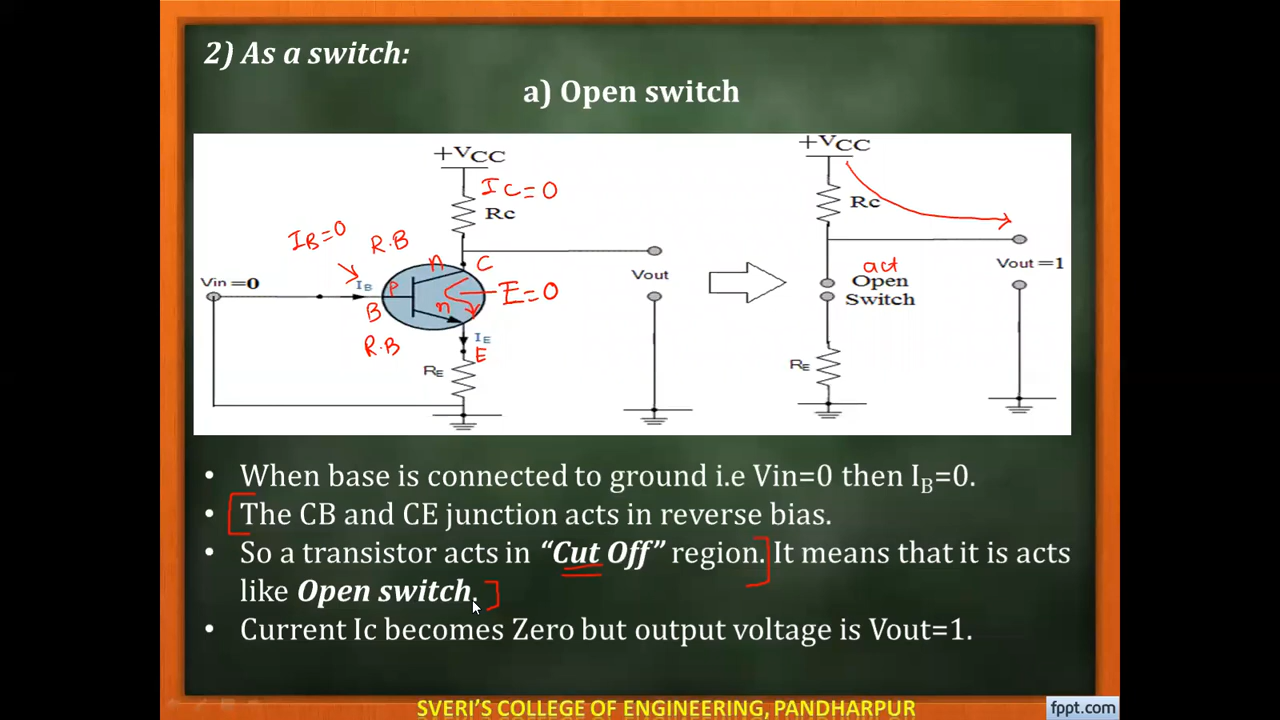 2) As a switch:
a) Open switch
+VCC
IC=0
Rc
IB=0
R.B
n
C
Vin =0
IB
P
n
E=0
B
R.B
IE
E
RE
Vout
+VCC
Rc
act
Open
Switch
Vout =1
RE
• When base is connected to ground i.e Vin=0 then IB=0.
• The CB and CE junction acts in reverse bias.
• So a transistor acts in “Cut Off” region. It means that it is acts
like Open switch.
• Current Ic becomes Zero but output voltage is Vout=1.
SVERI'S COLLEGE OF ENGINEERING, PANDHARPUR
fppt.com